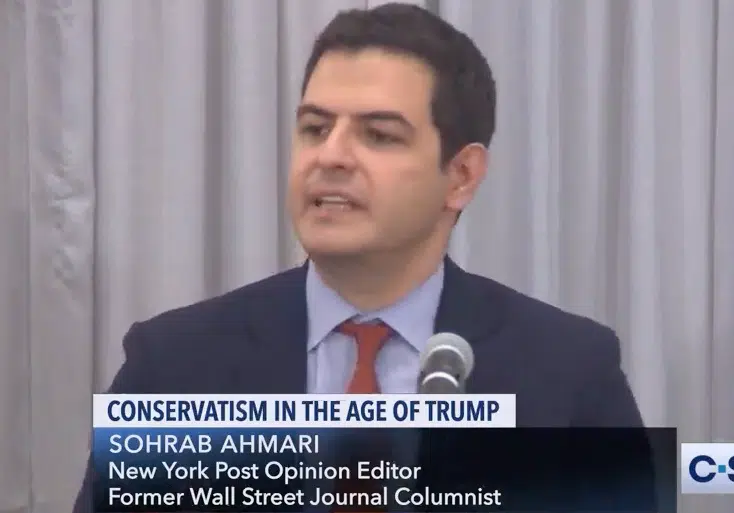 CONSERVATISM IN THE AGE OF TRUMP
SOHRAB AHMARI
New York Post Opinion Editor
Former Wall Street Journal Columnist